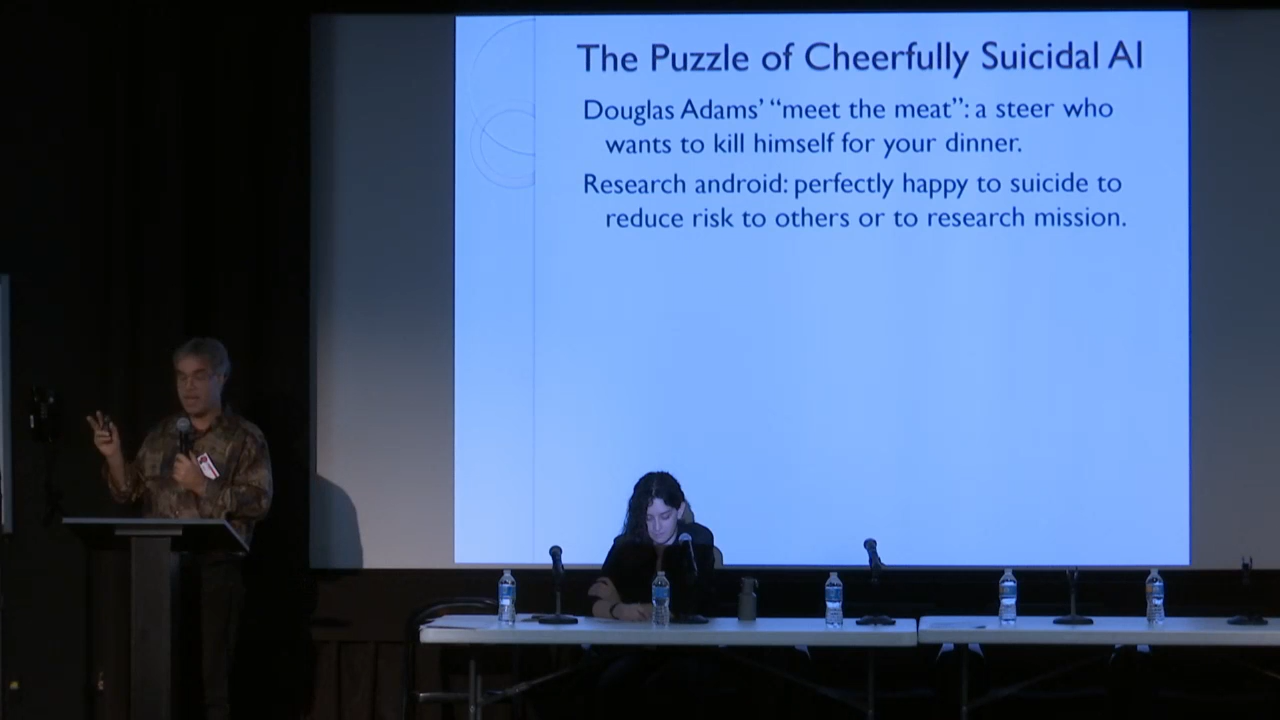 The Puzzle of Cheerfully Suicidal AI
Douglas Adams’ “meet the meat”: a steer who
wants to kill himself for your dinner.
Research android: perfectly happy to suicide to
reduce risk to others or to research mission.